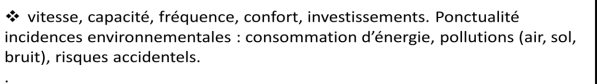 ❖ vitesse, capacité, fréquence, confort, investissements. Ponctualité
incidences environnementales : consommation d’énergie, pollutions (air, sol,
bruit), risques accidentels.
.